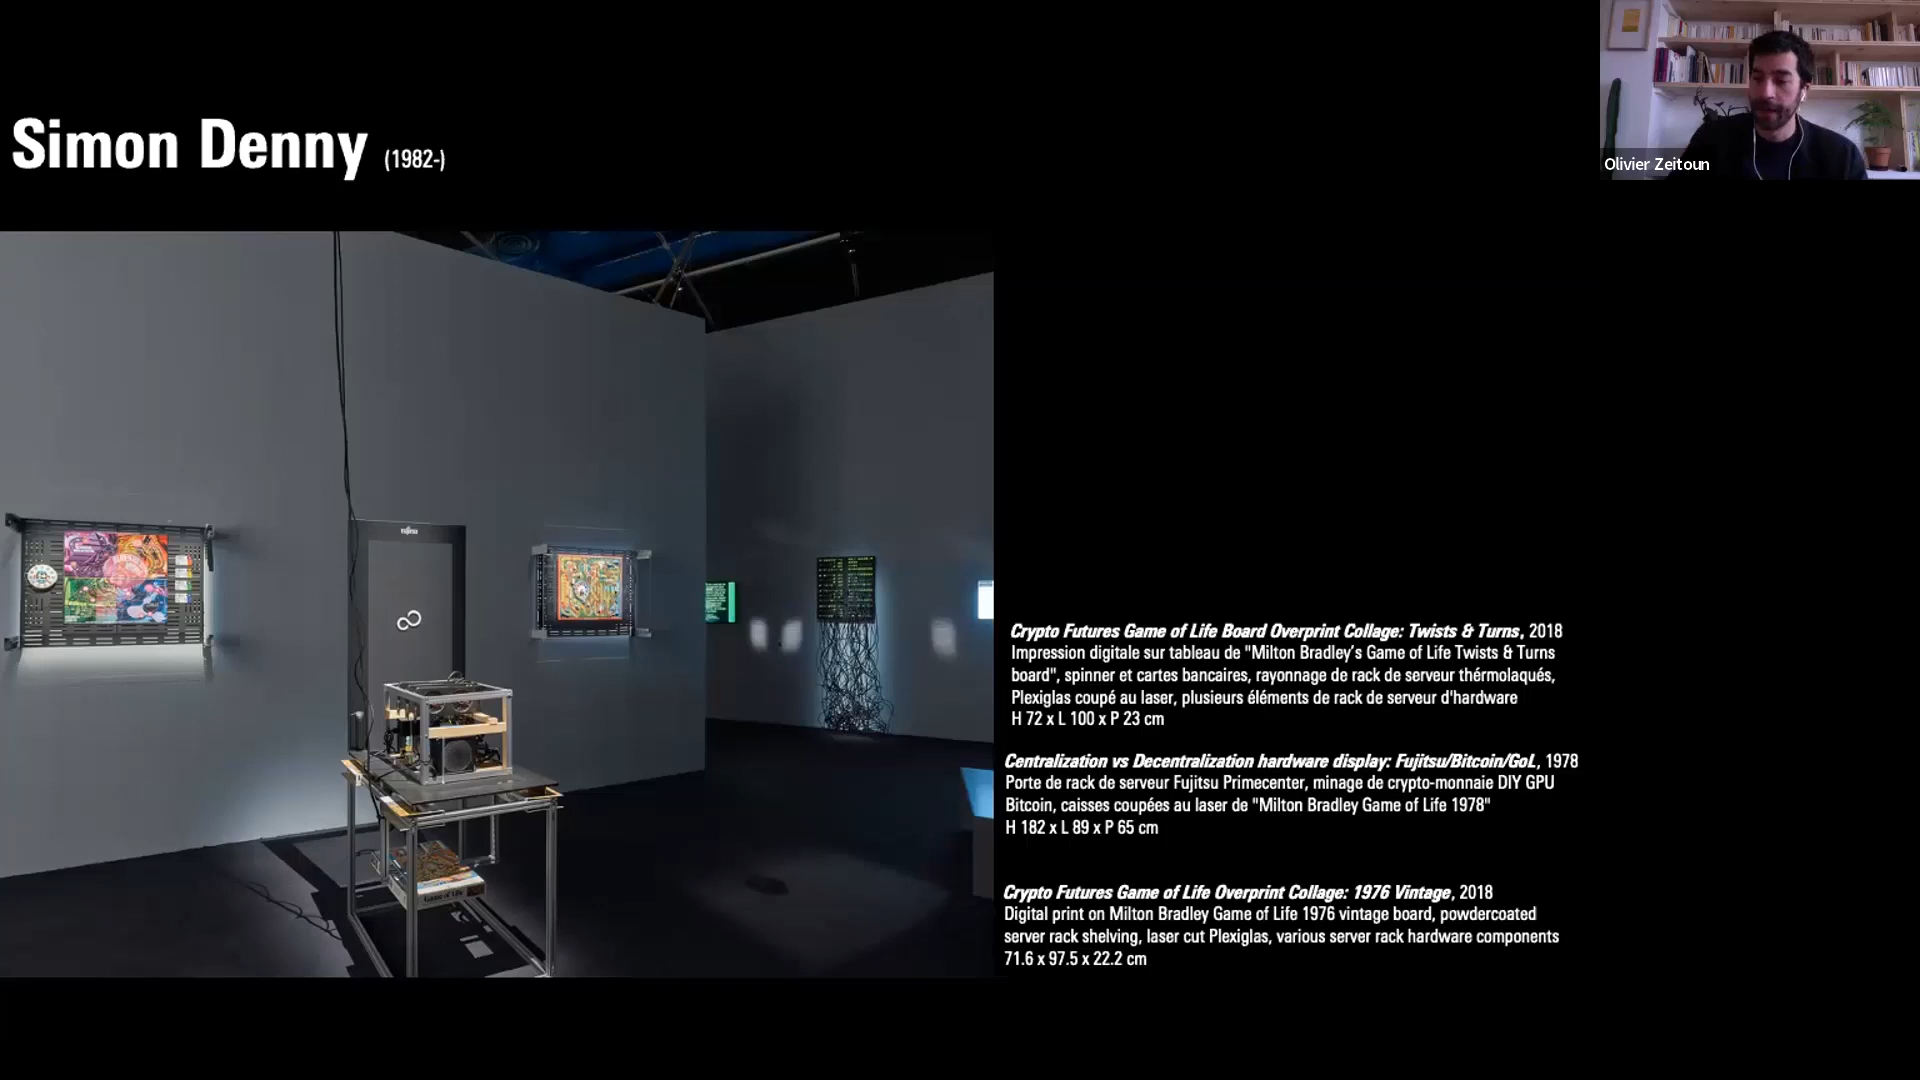 Simon Denny (1982-)
Olivier Zeitoun
FUJITSU
Game of Life
Crypto Futures Game of Life Board Overprint Collage: Twists & Turns, 2018
Impression digitale sur tableau de "Milton Bradley's Game of Life Twists & Turns
board", spinner et cartes bancaires, rayonnage de rack de serveur thérmolaqués,
Plexiglas coupé au laser, plusieurs éléments de rack de serveur d'hardware
H 72 x L 100 x P 23 cm
Centralization vs Decentralization hardware display: Fujitsu/Bitcoin/GoL, 1978
Porte de rack de serveur Fujitsu Primecenter, minage de crypto-monnaie DIY GPU
Bitcoin, caisses coupées au laser de "Milton Bradley Game of Life 1978"
H 182 x L 89 x P 65 cm
Crypto Futures Game of Life Overprint Collage: 1976 Vintage, 2018
Digital print on Milton Bradley Game of Life 1976 vintage board, powdercoated
server rack shelving, laser cut Plexiglas, various server rack hardware components
71.6 x 97.5 x 22.2 cm